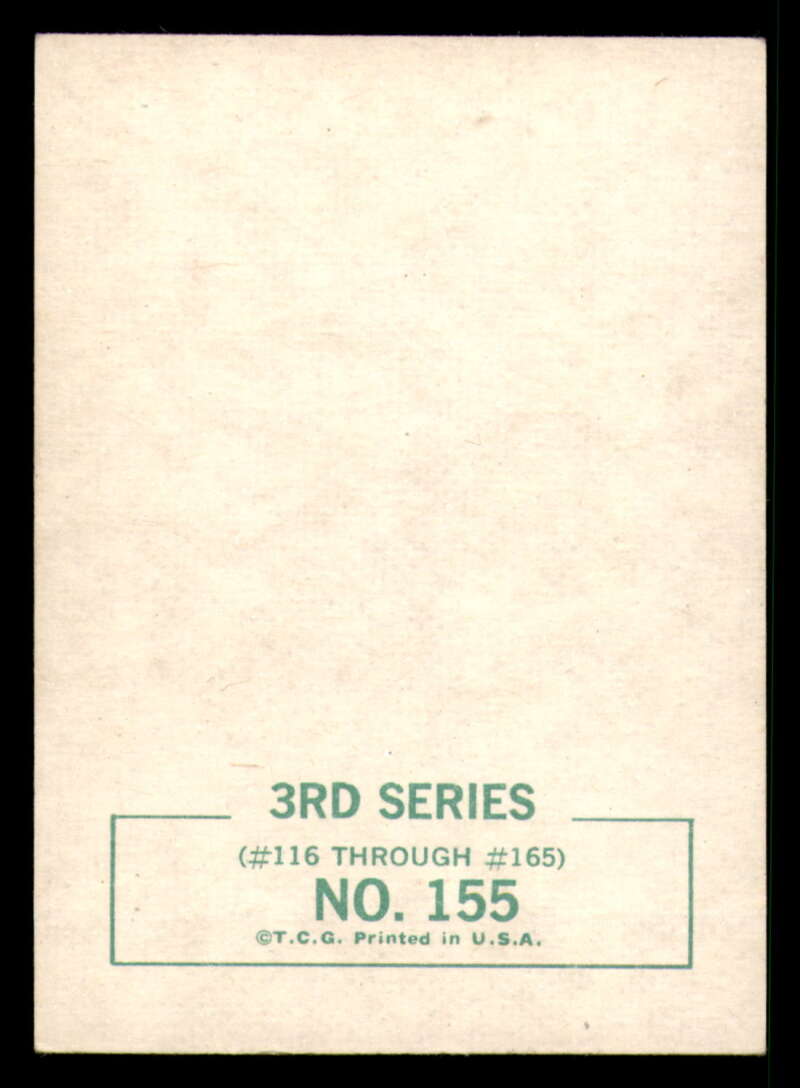 3RD SERIES
(#116 THROUGH #165)
NO. 155
©T.C.G. Printed in U.S.A.